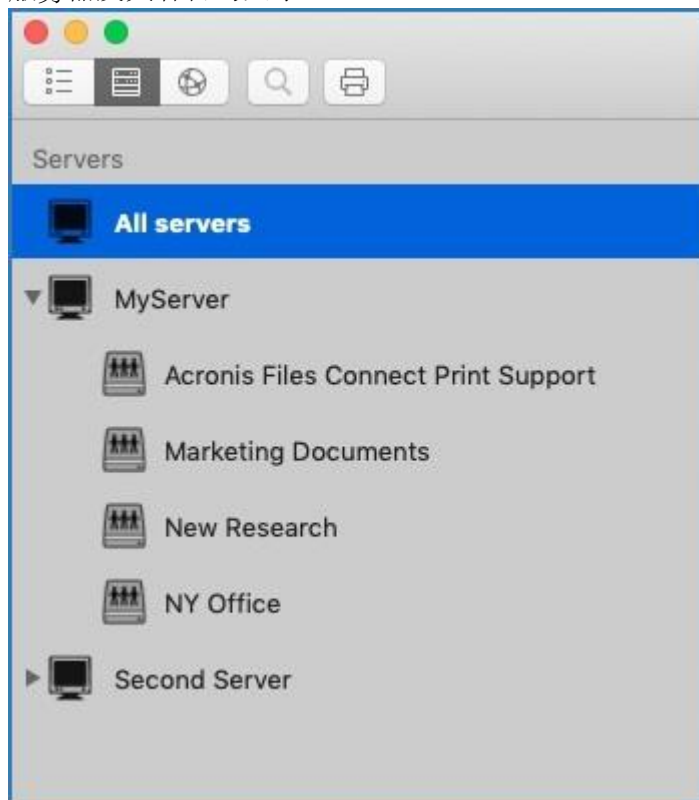 Servers
All servers
MyServer
Acronis Files Connect Print Support
Marketing Documents
New Research
NY Office
Second Server